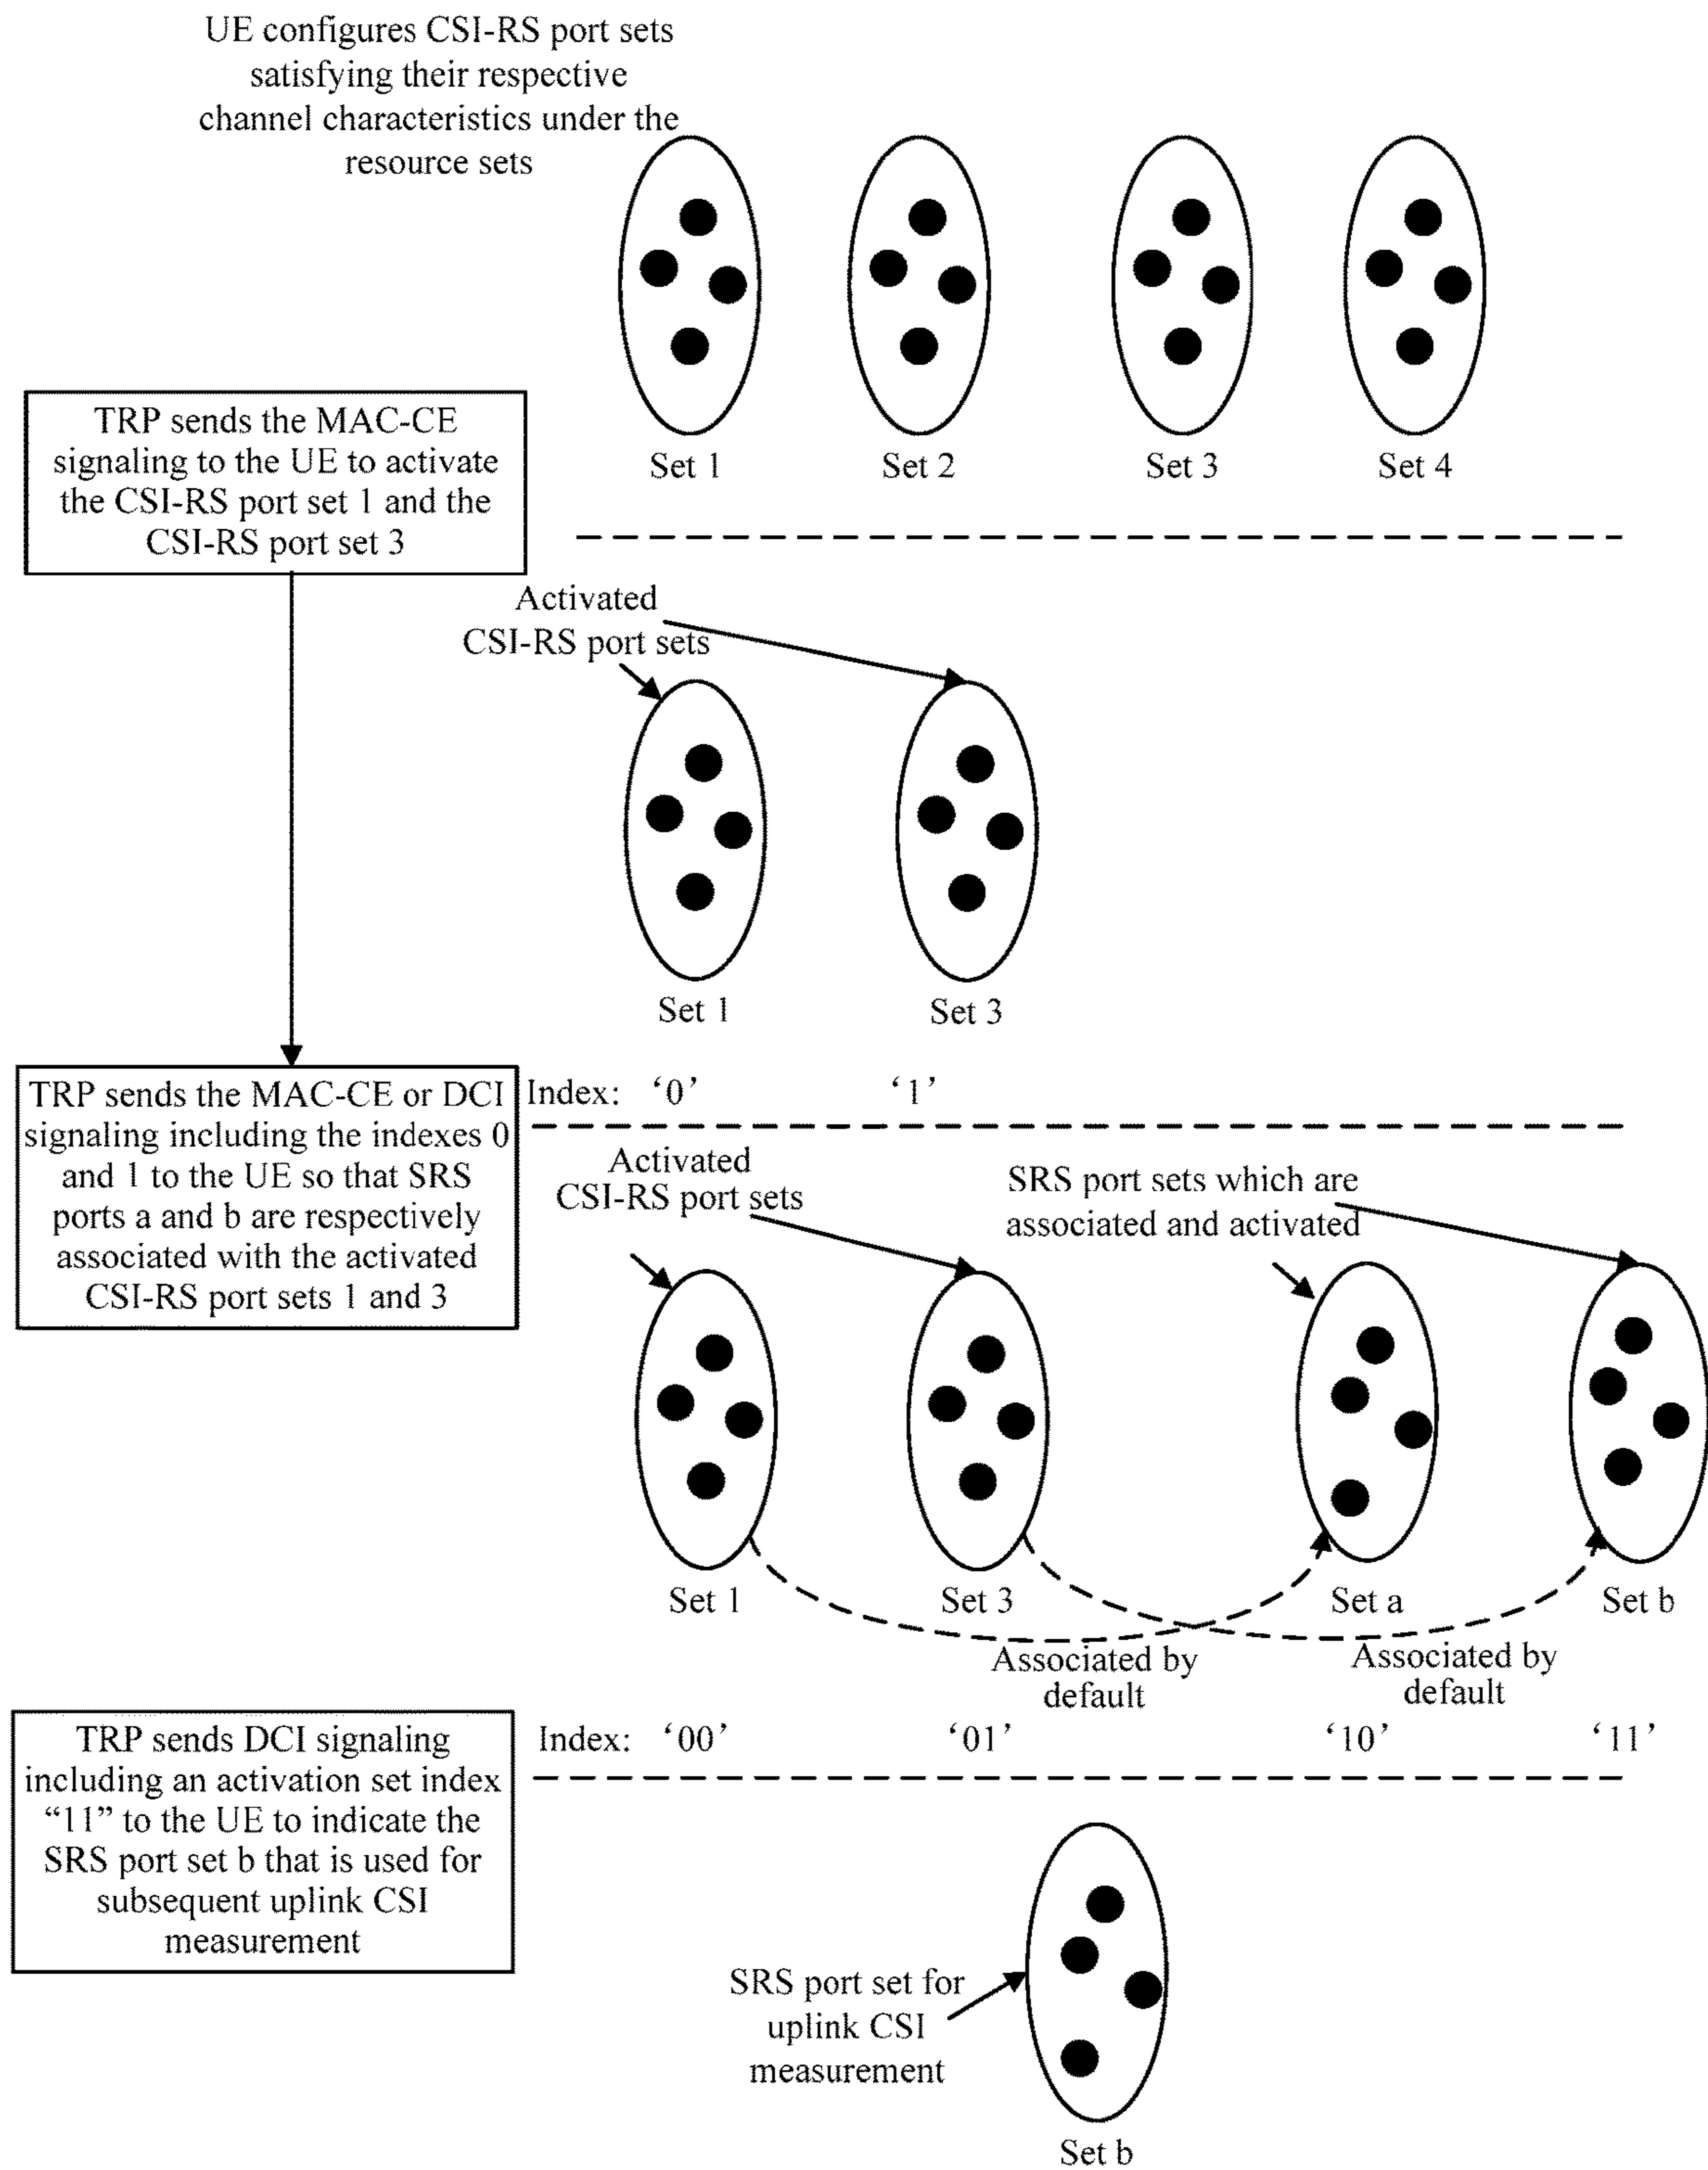 UE configures CSI-RS port sets
satisfying their respective
channel characteristics under the
resource sets
Set 1
Set 2
Set 3
Set 4
TRP sends the MAC-CE
signaling to the UE to activate
the CSI-RS port set 1 and the
CSI-RS port set 3
Activated
CSI-RS port sets
Set 1
Set 3
Index: ‘0’ ‘1’
TRP sends the MAC-CE or DCI
signaling including the indexes 0
and 1 to the UE so that SRS
ports a and b are respectively
associated with the activated
CSI-RS port sets 1 and 3
Activated
CSI-RS port sets
SRS port sets which are
associated and activated
Set 1
Set 3
Set a
Set b
Associated by
default
Associated by
default
Index: ‘00’ ‘01’ ‘10’ ‘11’
TRP sends DCI signaling
including an activation set index
“11” to the UE to indicate the
SRS port set b that is used for
subsequent uplink CSI
measurement
SRS port set for
uplink CSI
measurement
Set b